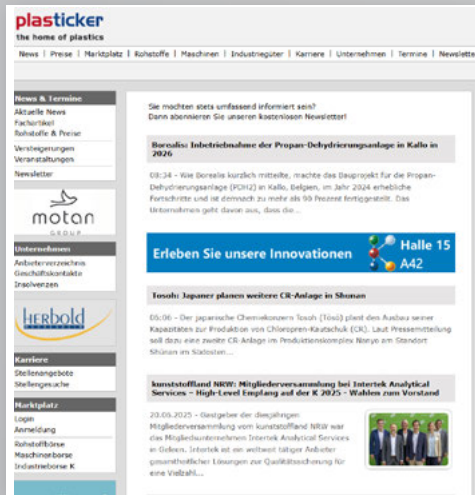 plasticker
the home of plastics
News | Preise | Marktplatz | Rohstoffe | Maschinen | Industriegüter | Karriere | Unternehmen | Termine | Newslette
News & Termine
Aktuelle News
Fachartikel
Rohstoffe & Preise
Versteigerungen
Veranstaltungen
Newsletter
motan
GROUP
Unternehmen
Anbieterverzeichnis
Geschäftskontakte
Insolvenzen
HERBOLD
Karriere
Stellenangebote
Stellengesuche
Marktplatz
Login
Anmeldung
Rohstoffbörse
Maschinenborse
Industrieborse K
Sie mochten stets umfassend informiert sein?
Dann abonnieren Sie unseren kostenlosen Newsletter!
Borealis: Inbetriebnahme der Propan-Dehydrierungsanlage in Kallo in
2026
08:34 - Wie Borealis kurzlich mitteilte, machte das Bauprojekt für die Propan-
Dehydrierungsanlage (PDH2) in Kallo, Belgien, im Jahr 2024 erhebliche
Fortschritte und ist demnach zu mehr als 90 Prozent fertiggestellt. Das
Unternehmen geht davon aus, dass die...
Erleben Sie unsere Innovationen
Halle 15
A42
Tosoh: Japaner planen weitere CR-Anlage in Shunan
05:06 - Der japanische Chemiekonzern Tosoh (Tōsō) plant den Ausbau seiner
Kapazitäten zur Produktion von Chloropren-Kautschuk (CR). Laut Pressemitteilung
soll dazu eine zweite CR-Anlage im Produktionskomplex Nanyo am Standort
Shūnan im Südosten...
kunststoffland NRW: Mitgliederversammlung bei Intertek Analytical
Services – High-Level Empfang auf der K 2025 - Wahlen zum Vorstand
20.06.2025 - Gastgeber der diesjährigen
Mitgliederversammlung vom kunststoffland NRW war
das Mitgliedsunternehmen Intertek Analytical Services
in Geleen. Intertek ist ein weltweit tätiger Anbieter
gesamtheitlicher Lösungen zur Qualitätssicherung für
eine Vielzahl...